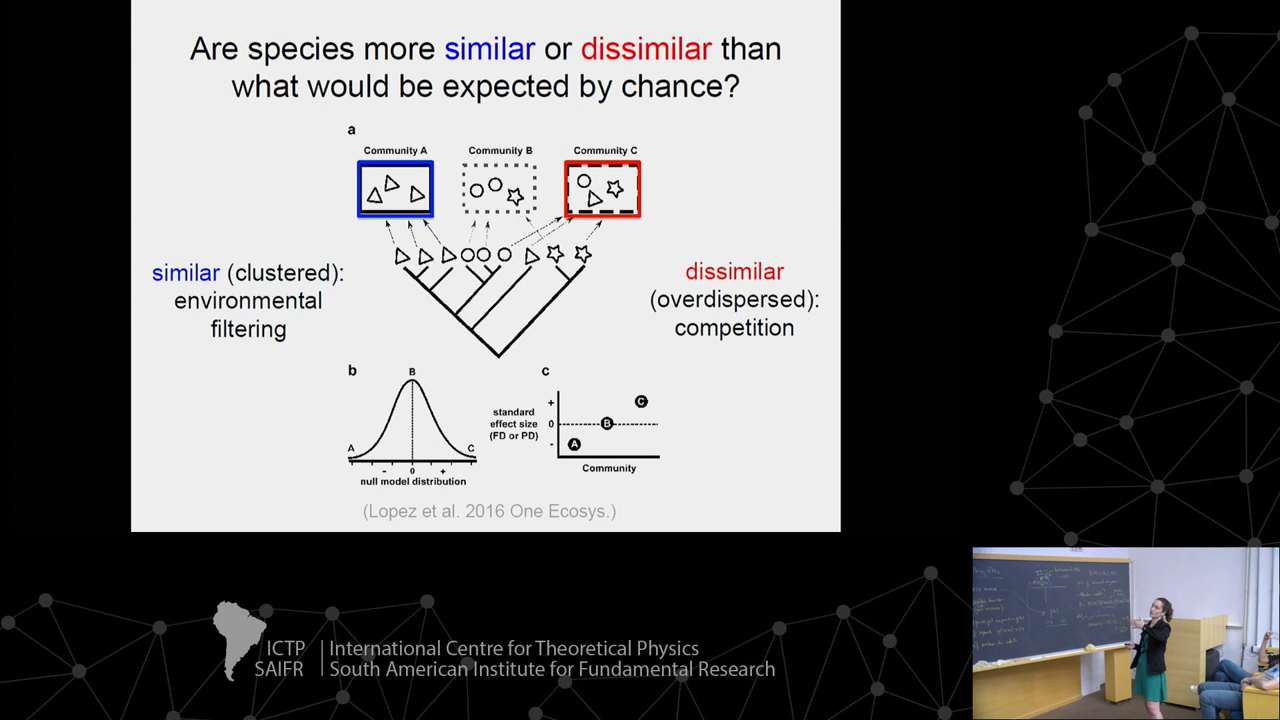 Are species more similar or dissimilar than
what would be expected by chance?
a
Community A
Community B
Community C
similar (clustered):
environmental
filtering
dissimilar
(overdispersed):
competition
b
B
A
C
-
0
+
null model distribution
c
standard
effect size
(FD or PD)
+
0
-
A
B
C
Community
(Lopez et al. 2016 One Ecosys.)
ICTP
SAIFR
International Centre for Theoretical Physics
South American Institute for Fundamental Research